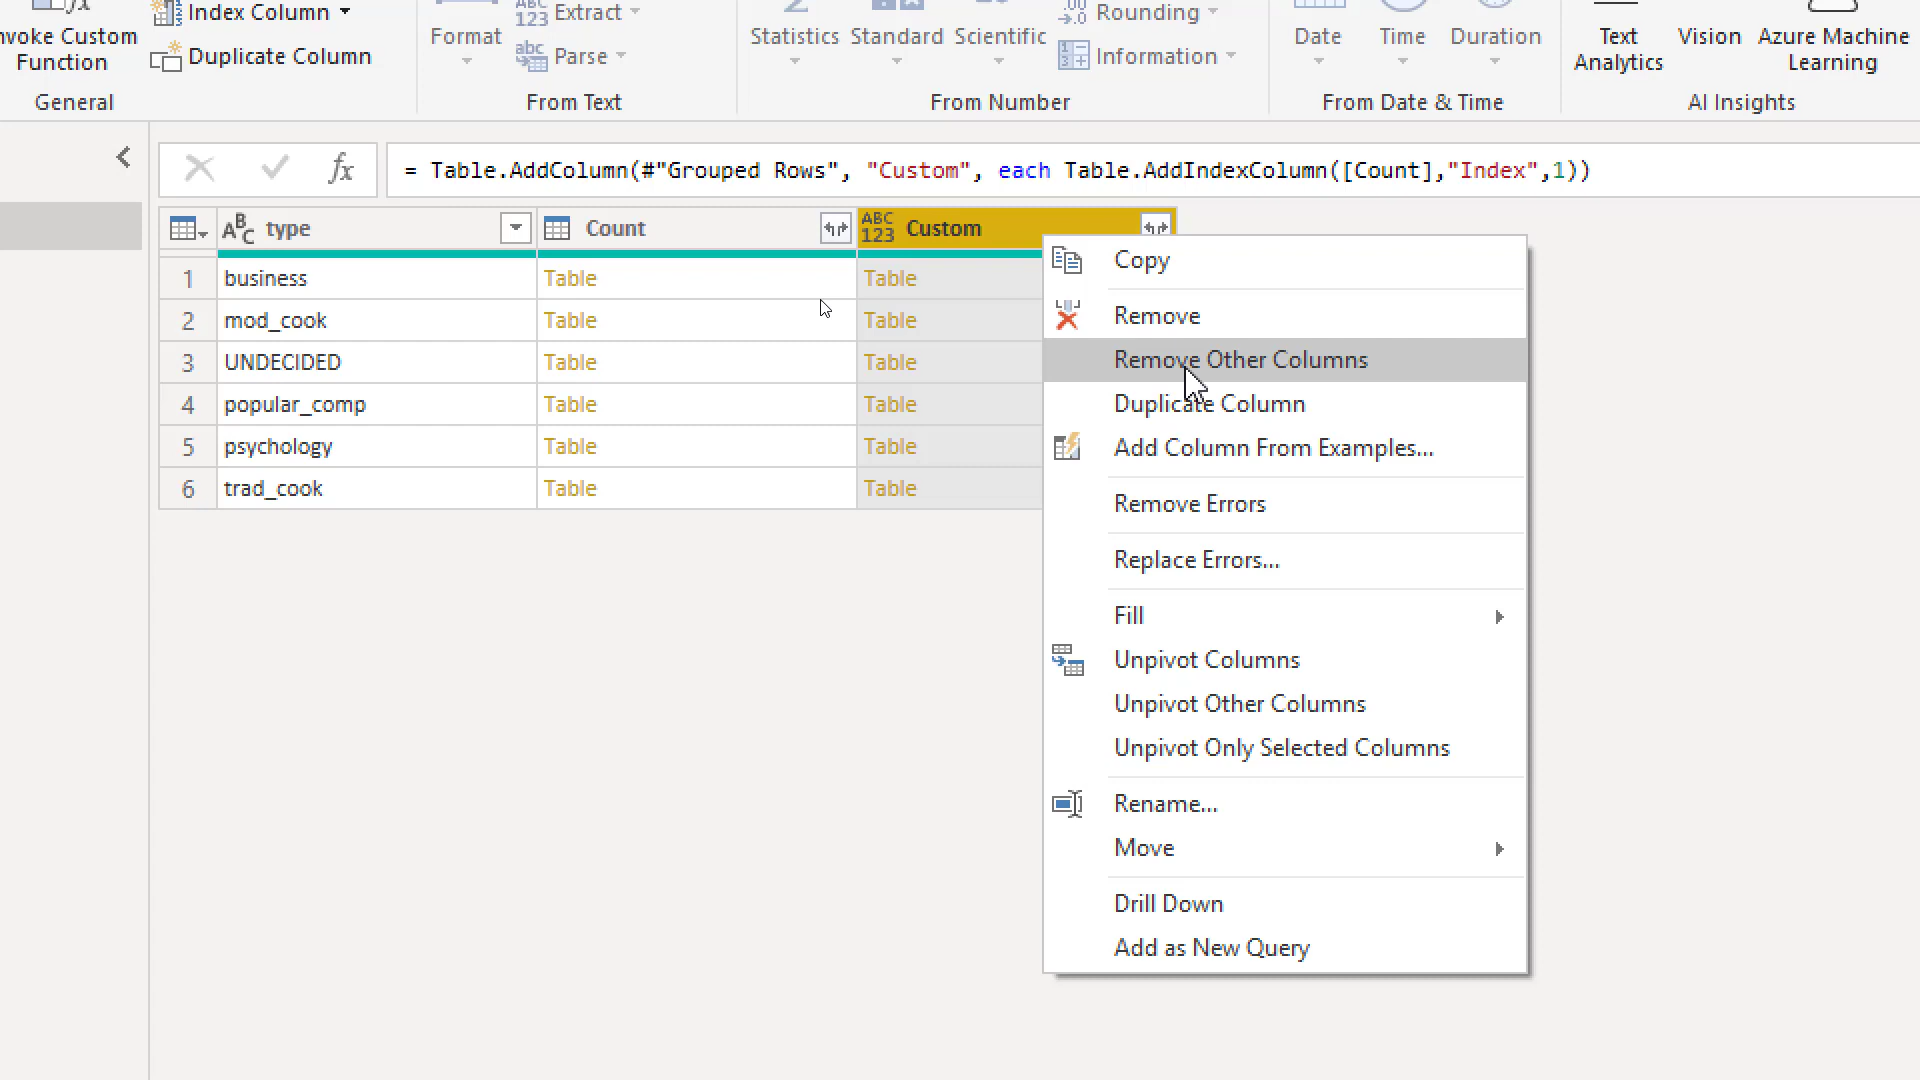 Index Column
Extract
Rounding
nvoke Custom
Function
Duplicate Column
Format
Parse
Statistics
Standard
Scientific
Information
Date
Time
Duration
Text
Analytics
Vision
Azure Machine
Learning
General
From Text
From Number
From Date & Time
AI Insights
fx
= Table.AddColumn(#"Grouped Rows", "Custom", each Table.AddIndexColumn([Count],"Index",1))
ABC type
Count
ABC 123 Custom
1 business Table Table
2 mod_cook Table Table
3 UNDECIDED Table Table
4 popular_comp Table Table
5 psychology Table Table
6 trad_cook Table Table
Copy
Remove
Remove Other Columns
Duplicate Column
Add Column From Examples...
Remove Errors
Replace Errors...
Fill
Unpivot Columns
Unpivot Other Columns
Unpivot Only Selected Columns
Rename...
Move
Drill Down
Add as New Query